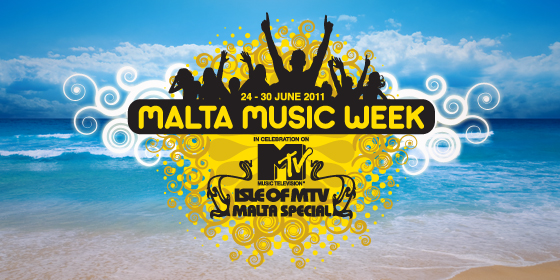 24 - 30 JUNE 2011
MALTA MUSIC WEEK
IN CELEBRATION ON
MTV
MUSIC TELEVISION®
ISLE OF MTV
MALTA SPECIAL